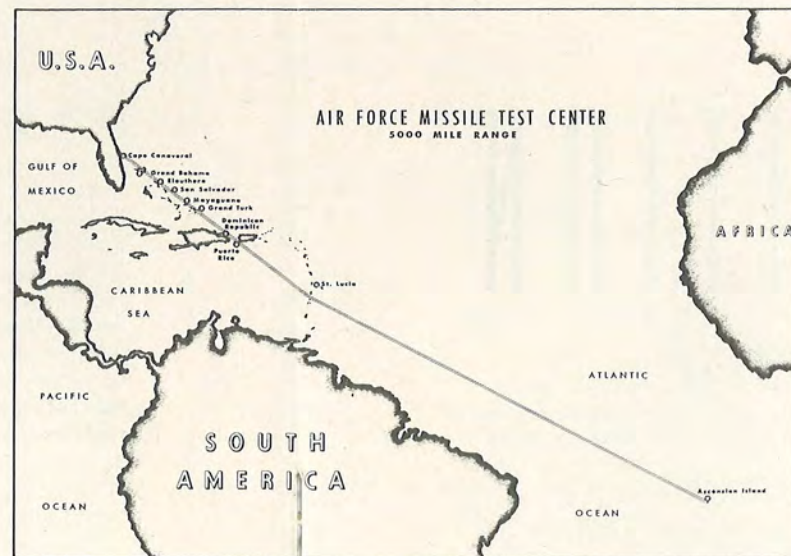 U.S.A.
AIR FORCE MISSILE TEST CENTER
5000 MILE RANGE
Cape Canaveral
GULF OF
MEXICO
Grand Bahama
Eleuthera
San Salvador
Mayaguana
Grand Turk
Dominican
Republic
Puerto
Rico
AFRICA
CARIBBEAN
SEA
St. Lucia
PACIFIC
ATLANTIC
SOUTH
AMERICA
Ascension Island
OCEAN
OCEAN